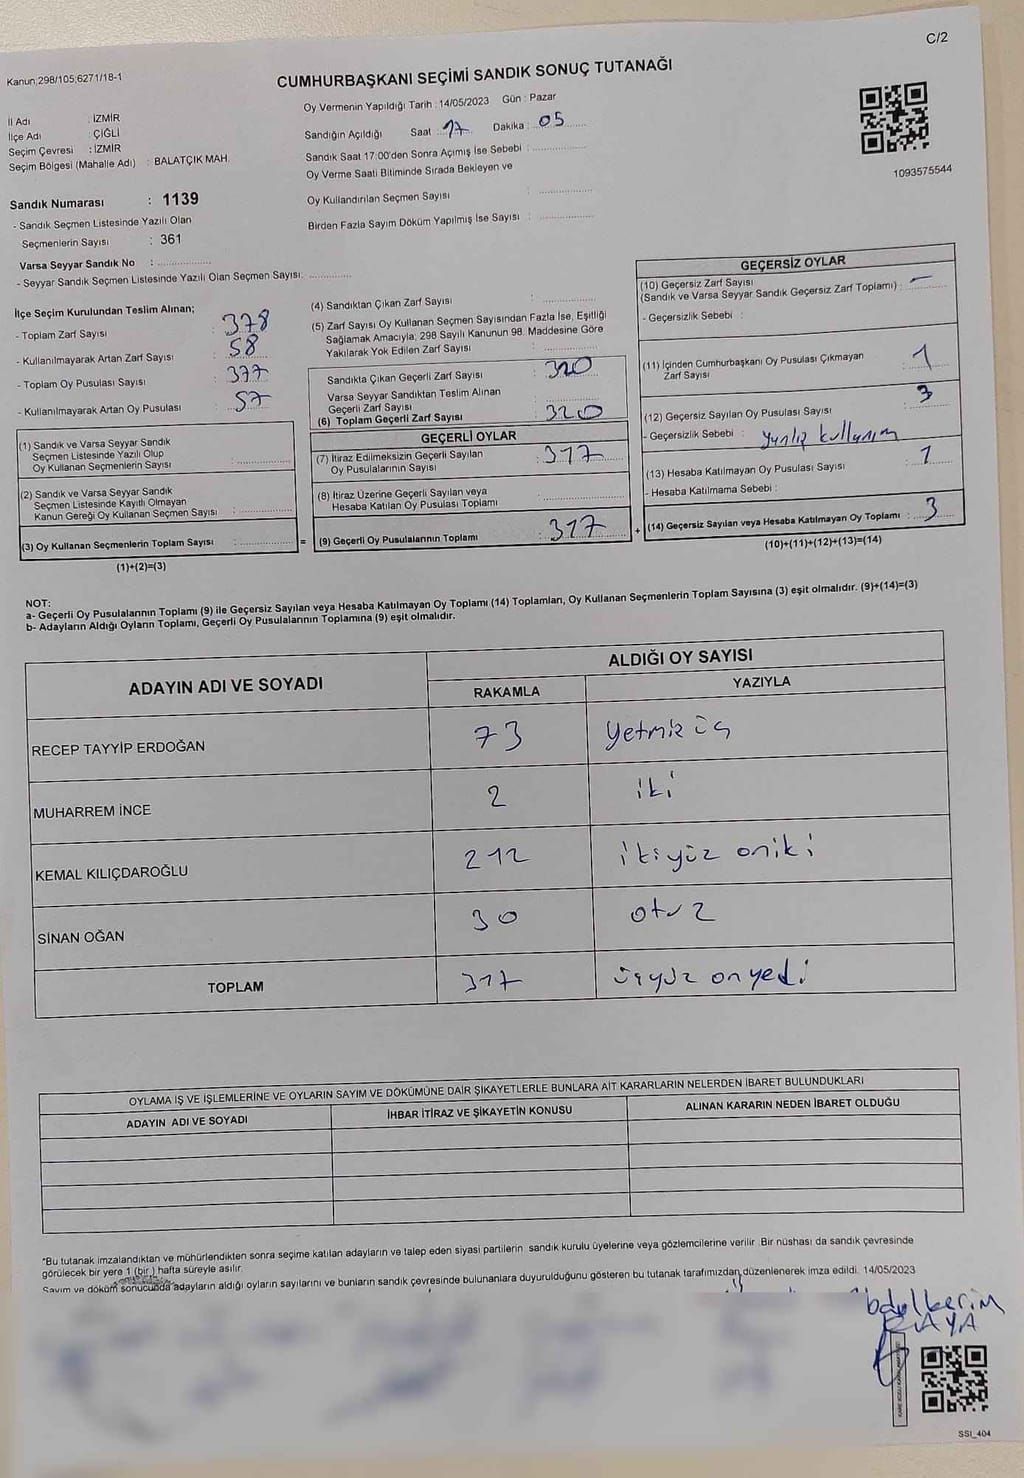 C/2
Kanun;298/105;6271/18-1
CUMHURBAŞKANI SEÇİMİ SANDIK SONUÇ TUTANAĞI
İl Adı : İZMİR
İlçe Adı : ÇİĞLİ
Seçim Çevresi : İZMİR
Seçim Bölgesi (Mahalle Adı) : BALATÇIK MAH.
Oy Vermenin Yapıldığı Tarih : 14/05/2023 Gün : Pazar
Sandığın Açıldığı Saat : 17 Dakika : 05
Sandık Saat 17:00'den Sonra Açımış İse Sebebi :
Oy Verme Saati Bitiminde Sırada Bekleyen ve
Oy Kullandırılan Seçmen Sayısı :
Birden Fazla Sayım Döküm Yapılmış İse Sayısı :
1093575544
Sandık Numarası : 1139
- Sandık Seçmen Listesinde Yazılı Olan
Seçmenlerin Sayısı : 361
Varsa Seyyar Sandık No :
- Seyyar Sandık Seçmen Listesinde Yazılı Olan Seçmen Sayısı:
İlçe Seçim Kurulundan Teslim Alınan;
- Toplam Zarf Sayısı : 378
- Kullanılmayarak Artan Zarf Sayısı : 58
- Toplam Oy Pusulası Sayısı : 377
- Kullanılmayarak Artan Oy Pusulası : 57
(1) Sandık ve Varsa Seyyar Sandık
Seçmen Listesinde Yazılı Olup
Oy Kullanan Seçmenlerin Sayısı :
(2) Sandık ve Varsa Seyyar Sandık
Seçmen Listesinde Kayıtlı Olmayan
Kanun Gereği Oy Kullanan Seçmen Sayısı :
(3) Oy Kullanan Seçmenlerin Toplam Sayısı : =
(1)+(2)=(3)
(4) Sandıktan Çıkan Zarf Sayısı :
(5) Zarf Sayısı Oy Kullanan Seçmen Sayısından Fazla İse, Eşitliği
Sağlamak Amacıyla; 298 Sayılı Kanunun 98. Maddesine Göre
Yakılarak Yok Edilen Zarf Sayısı :
Sandıkta Çıkan Geçerli Zarf Sayısı : 320
Varsa Seyyar Sandıktan Teslim Alınan
Geçerli Zarf Sayısı :
(6) Toplam Geçerli Zarf Sayısı : 320
GEÇERLİ OYLAR
(7) İtiraz Edilmeksizin Geçerli Sayılan
Oy Pusulalarının Sayısı : 317
(8) İtiraz Üzerine Geçerli Sayılan veya
Hesaba Katılan Oy Pusulası Toplamı :
(9) Geçerli Oy Pusulalarının Toplamı : 317 +
GEÇERSİZ OYLAR
(10) Geçersiz Zarf Sayısı
(Sandık ve Varsa Seyyar Sandık Geçersiz Zarf Toplamı) : -
- Geçersizlik Sebebi :
(11) İçinden Cumhurbaşkanı Oy Pusulası Çıkmayan
Zarf Sayısı : 1
(12) Geçersiz Sayılan Oy Pusulası Sayısı : 3
- Geçersizlik Sebebi : yanlış kullanım
(13) Hesaba Katılmayan Oy Pusulası Sayısı : 1
- Hesaba Katılmama Sebebi :
(14) Geçersiz Sayılan veya Hesaba Katılmayan Oy Toplamı : 3
(10)+(11)+(12)+(13)=(14)
NOT:
a- Geçerli Oy Pusulalarının Toplamı (9) ile Geçersiz Sayılan veya Hesaba Katılmayan Oy Toplamı (14) Toplamları, Oy Kullanan Seçmenlerin Toplam Sayısına (3) eşit olmalıdır. (9)+(14)=(3)
b- Adayların Aldığı Oyların Toplamı, Geçerli Oy Pusulalarının Toplamına (9) eşit olmalıdır.
ADAYIN ADI VE SOYADI
ALDIĞI OY SAYISI
RAKAMLA YAZIYLA
RECEP TAYYİP ERDOĞAN 73 yetmiş üç
MUHARREM İNCE 2 iki
KEMAL KILIÇDAROĞLU 212 ikiyüz oniki
SİNAN OĞAN 30 otuz
TOPLAM 317 üçyüz onyedi
OYLAMA İŞ VE İŞLEMLERİNE VE OYLARIN SAYIM VE DÖKÜMÜNE DAİR ŞİKAYETLERLE BUNLARA AİT KARARLARIN NELERDEN İBARET BULUNDUKLARI
ADAYIN ADI VE SOYADI İHBAR İTİRAZ VE ŞİKAYETİN KONUSU ALINAN KARARIN NEDEN İBARET OLDUĞU
*Bu tutanak imzalandıktan ve mühürlendikten sonra seçime katılan adayların ve talep eden siyasi partilerin sandık kurulu üyelerine veya gözlemcilerine verilir. Bir nüshası da sandık çevresinde
görülecek bir yere 1 (bir) hafta süreyle asılır.
Sayım ve döküm sonucunda adayların aldığı oyların sayılarını ve bunların sandık çevresinde bulunanlara duyurulduğunu gösteren bu tutanak tarafımızdan düzenlenerek imza edildi. 14/05/2023
Abdulkerim
KAYA
SSI_404